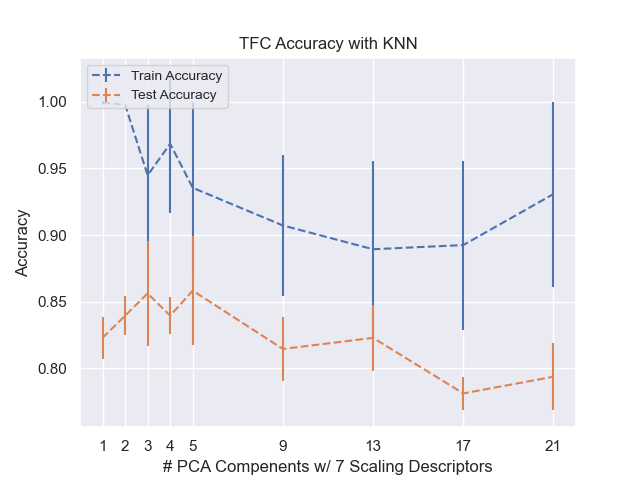 TFC Accuracy with KNN
Train Accuracy
Test Accuracy
1.00
0.95
0.90
0.85
0.80
Accuracy
1 2 3 4 5 9 13 17 21
# PCA Compenents w/ 7 Scaling Descriptors